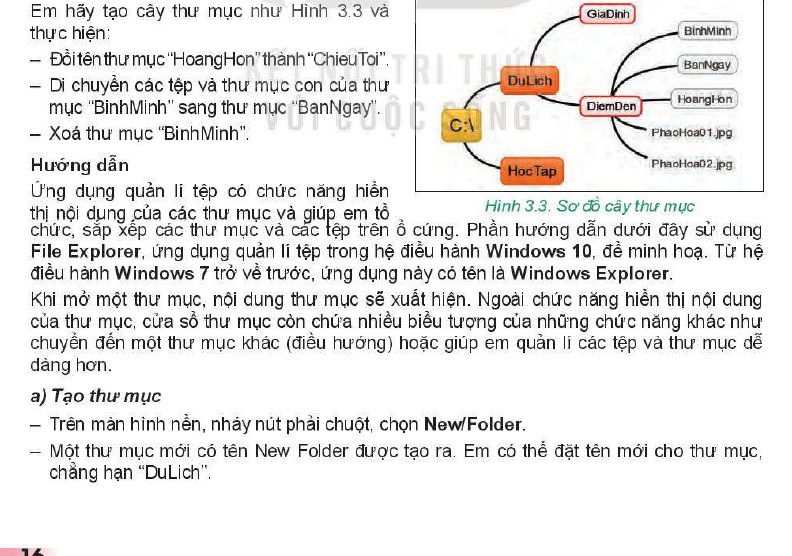 Em hãy tạo cây thư mục như Hình 3.3 và
thực hiện:
– Đổi tên thư mục “HoangHon” thành “ChieuToi”.
– Di chuyển các tệp và thư mục con của thư
mục “BinhMinh” sang thư mục “BanNgay”.
– Xoá thư mục “BinhMinh”.
KẾT NỐI TRI THỨC
VỚI CUỘC SỐNG
C:\
DuLich
HocTap
GiaDinh
DiemDen
BinhMinh
BanNgay
HoangHon
PhaoHoa01.jpg
PhaoHoa02.jpg
Hình 3.3. Sơ đồ cây thư mục
Hướng dẫn
Ứng dụng quản lí tệp có chức năng hiển
thị nội dung của các thư mục và giúp em tổ
chức, sắp xếp các thư mục và các tệp trên ổ cứng. Phần hướng dẫn dưới đây sử dụng
File Explorer, ứng dụng quản lí tệp trong hệ điều hành Windows 10, để minh hoạ. Từ hệ
điều hành Windows 7 trở về trước, ứng dụng này có tên là Windows Explorer.
Khi mở một thư mục, nội dung thư mục sẽ xuất hiện. Ngoài chức năng hiển thị nội dung
của thư mục, cửa sổ thư mục còn chứa nhiều biểu tượng của những chức năng khác như
chuyển đến một thư mục khác (điều hướng) hoặc giúp em quản lí các tệp và thư mục dễ
dàng hơn.
a) Tạo thư mục
– Trên màn hình nền, nháy nút phải chuột, chọn New/Folder.
– Một thư mục mới có tên New Folder được tạo ra. Em có thể đặt tên mới cho thư mục,
chẳng hạn “DuLich”.
16